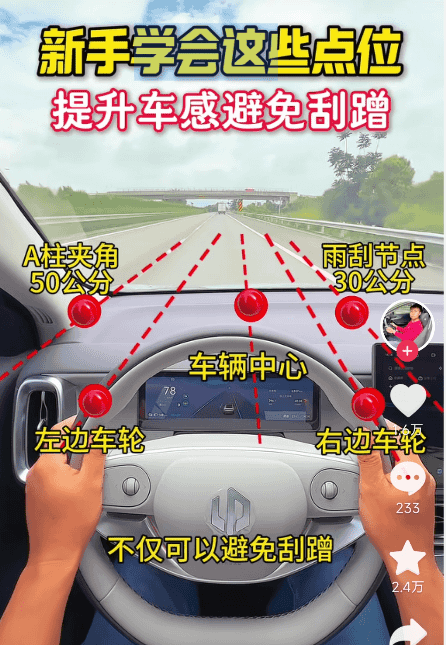 新手学会这些点位
提升车感避免刮蹭
A柱夹角
50公分
雨刮节点
30公分
车辆中心
78
左边车轮
右边车轮
233
不仅可以避免刮蹭
2.4万